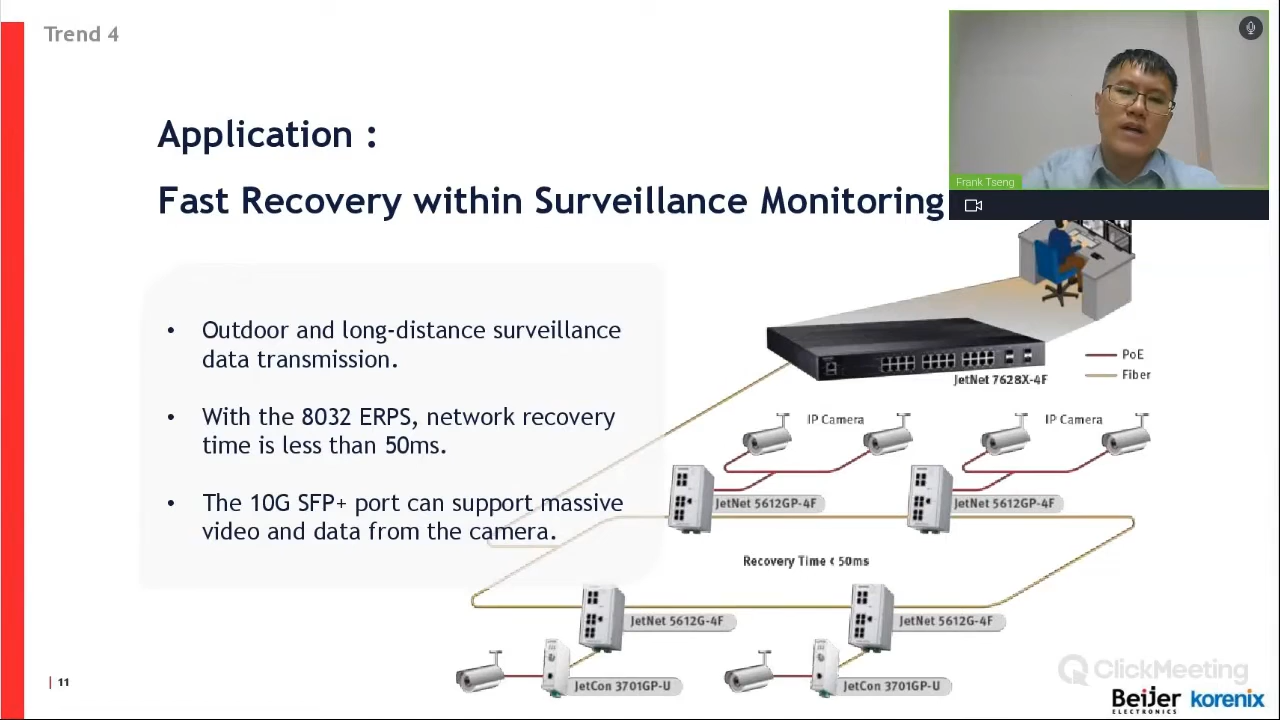 Trend 4
Application :
Fast Recovery within Surveillance Monitoring
Frank Tseng
• Outdoor and long-distance surveillance
data transmission.
• With the 8032 ERPS, network recovery
time is less than 50ms.
• The 10G SFP+ port can support massive
video and data from the camera.
JetNet 7628X-4F
PoE
Fiber
IP Camera
IP Camera
JetNet 5612GP-4F
JetNet 5612GP-4F
Recovery Time < 50ms
JetNet 5612G-4F
JetNet 5612G-4F
JetCon 3701GP-U
JetCon 3701GP-U
| 11
ClickMeeting
Beijer
ELECTRONICS
korenix